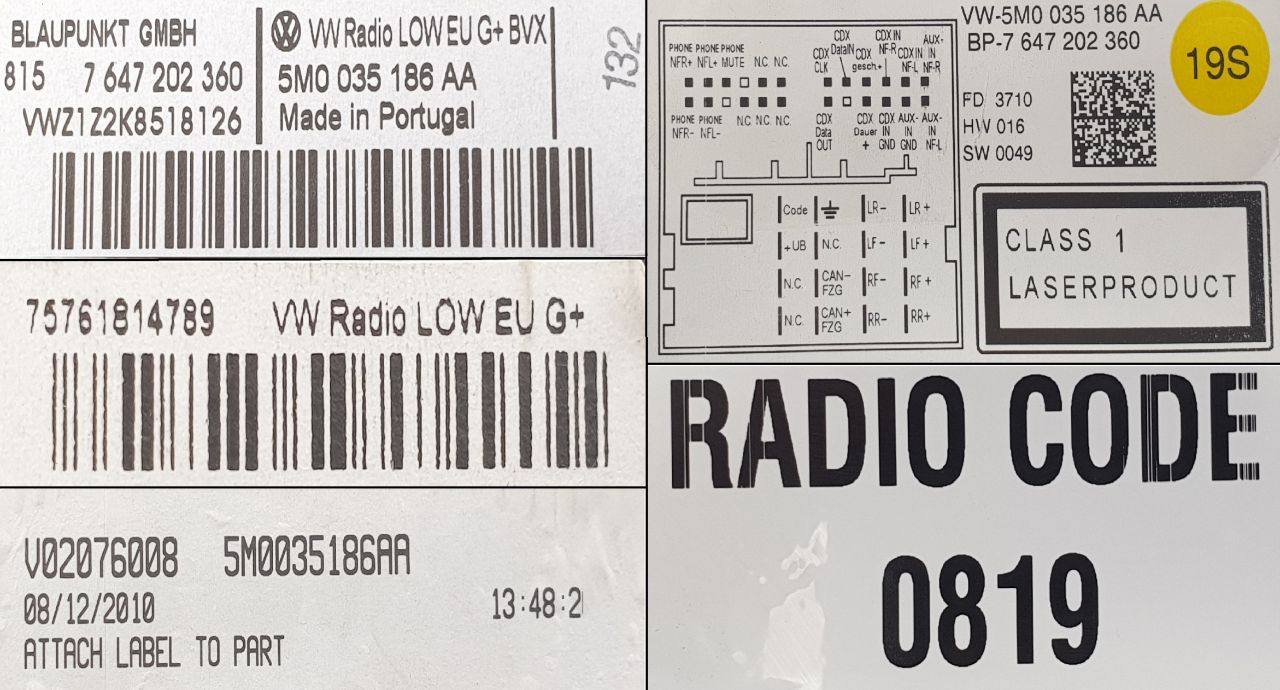 BLAUPUNKT GMBH
815 7 647 202 360
VWZ1Z2K8518126
VW Radio LOW EU G+ BVX
5M0 035 186 AA
Made in Portugal
132
75761814789 VW Radio LOW EU G+
V02076008 5M0035186AA
08/12/2010 13:48:2
ATTACH LABEL TO PART
VW-5M0 035 186 AA
BP-7 647 202 360
19S
FD 3710
HW 016
SW 0049
PHONE NFR+
PHONE NFL+
PHONE MUTE
N.C
N.C.
CDX CLK
CDX DataIN
CDX gesch.+
CDX IN NF-R
CDX IN NF-L
AUX-IN NF-R
PHONE NFR-
PHONE NFL-
N.C
N.C.
N.C.
CDX Data OUT
CDX Dauer +
CDX IN GND
AUX-IN GND
AUX-IN NF-L
Code LR- LR+
+UB N.C. LF- LF+
N.C. CAN- FZG RF- RF+
N.C. CAN+ FZG RR- RR+
CLASS 1
LASERPRODUCT
RADIO CODE
0819